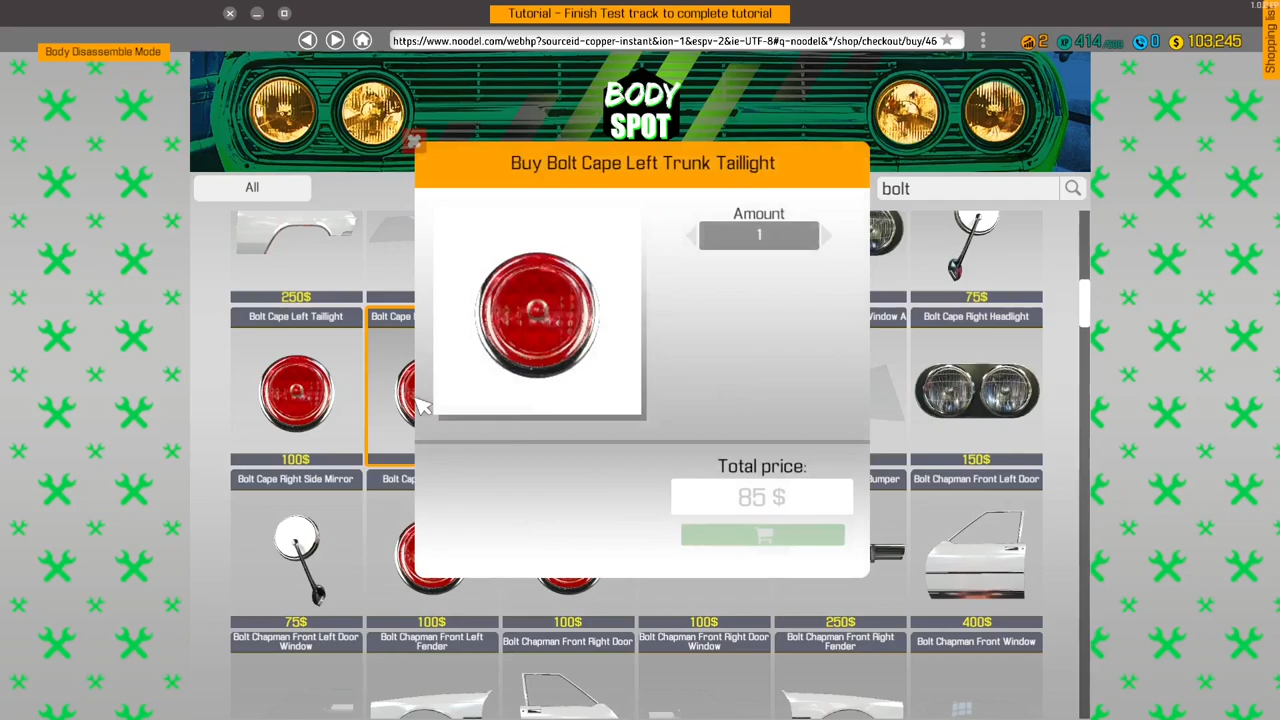 Tutorial - Finish Test track to complete tutorial
Body Disassemble Mode
https://www.noodel.com/webhp?sourceid=copper-instant&ion=1&espv=2&ie=UTF-8#q=noodel&*/shop/checkout/buy/46
2
XP 414
0
$ 103,245
Shopping list
BODY
SPOT
Buy Bolt Cape Left Trunk Taillight
All
bolt
Amount
1
250$
75$
Bolt Cape Left Taillight
Bolt Cape
Window A
Bolt Cape Right Headlight
100$
150$
Total price:
85 $
Bolt Cape Right Side Mirror
Bolt Cap
Bumper
Bolt Chapman Front Left Door
75$
100$
100$
100$
250$
400$
Bolt Chapman Front Left Door Window
Bolt Chapman Front Left Fender
Bolt Chapman Front Right Door
Bolt Chapman Front Right Door Window
Bolt Chapman Front Right Fender
Bolt Chapman Front Window